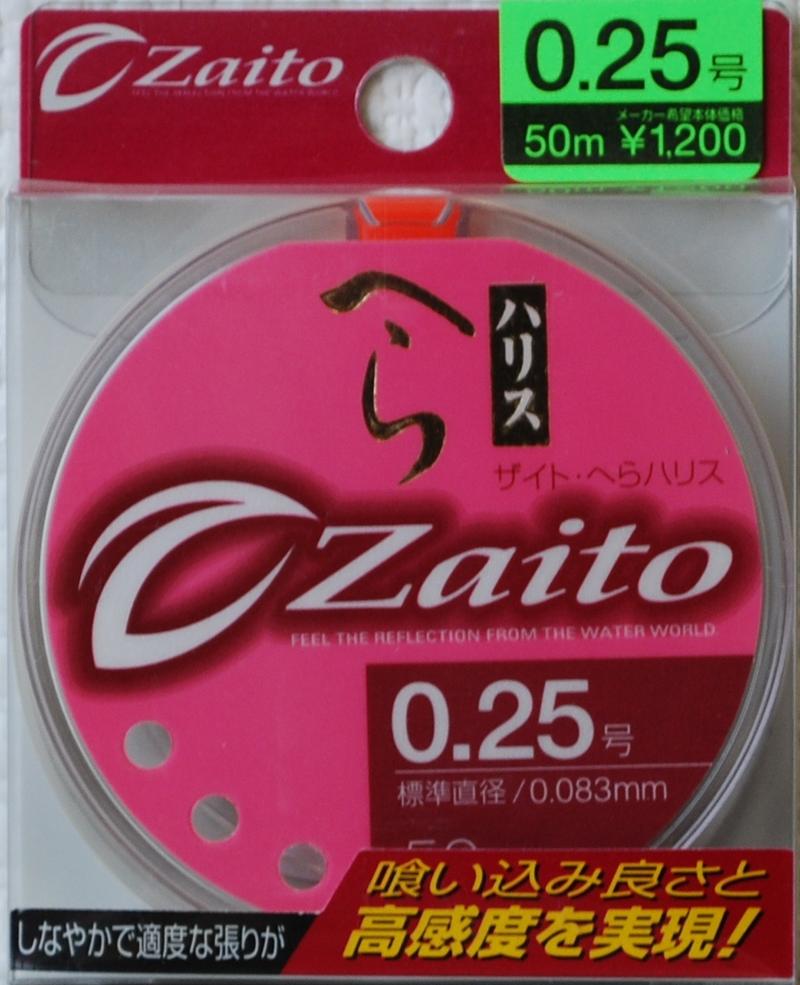 Zaito
FEEL THE REFLECTION FROM THE WATER WORLD.
0.25号
メーカー希望本体価格
50m ¥1,200
へら
ハリス
ザイト・へらハリス
Zaito
FEEL THE REFLECTION FROM THE WATER WORLD.
0.25号
標準直径/0.083mm
しなやかで適度な張りが
喰い込み良さと
高感度を実現!